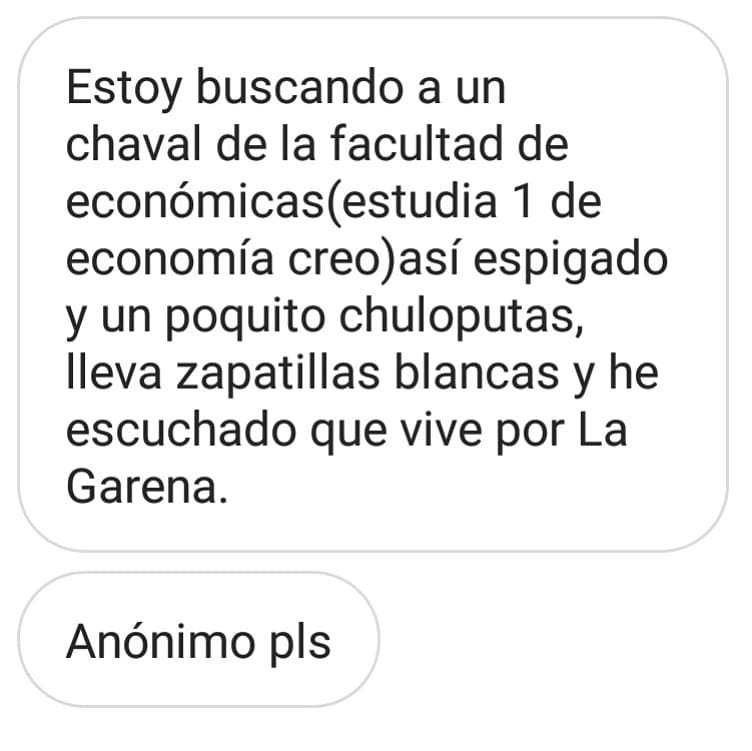 Estoy buscando a un
chaval de la facultad de
económicas(estudia 1 de
economía creo)así espigado
y un poquito chuloputas,
lleva zapatillas blancas y he
escuchado que vive por La
Garena.
Anónimo pls